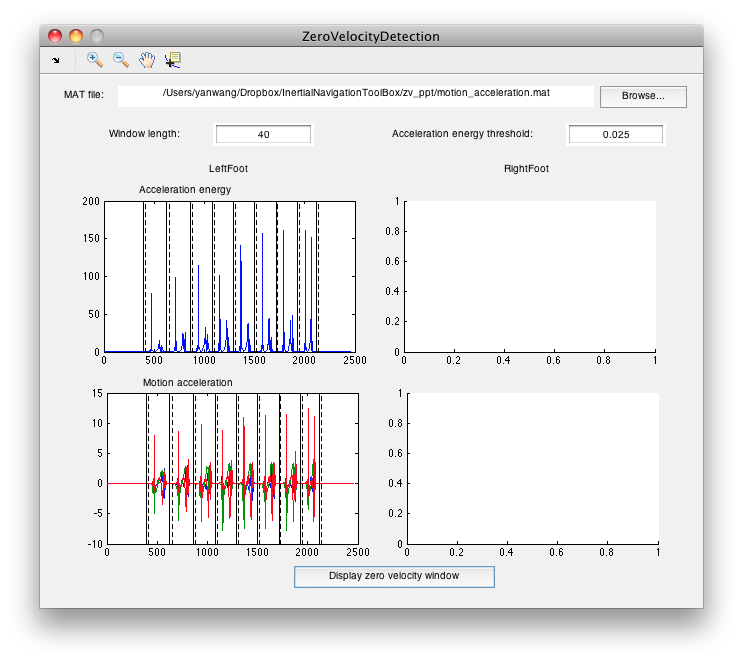 ZeroVelocityDetection
MAT file: /Users/yanwang/Dropbox/InertialNavigationToolBox/zv_ppt/motion_acceleration.mat Browse...
Window length: 40 Acceleration energy threshold: 0.025
LeftFoot RightFoot
Acceleration energy
200
150
100
50
0
0 500 1000 1500 2000 2500
1
0.8
0.6
0.4
0.2
0
0 0.2 0.4 0.6 0.8 1
Motion acceleration
15
10
5
0
-5
-10
0 500 1000 1500 2000 2500
1
0.8
0.6
0.4
0.2
0
0 0.2 0.4 0.6 0.8 1
Display zero velocity window